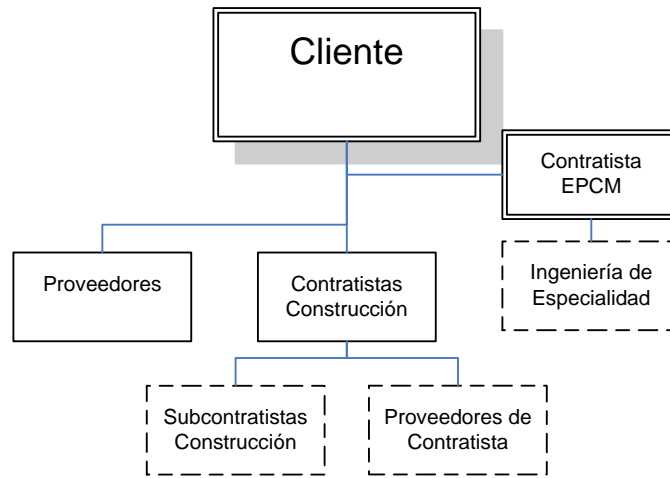 Cliente
Contratista
EPCM
Proveedores
Contratistas
Construcción
Ingeniería de
Especialidad
Subcontratistas
Construcción
Proveedores de
Contratista